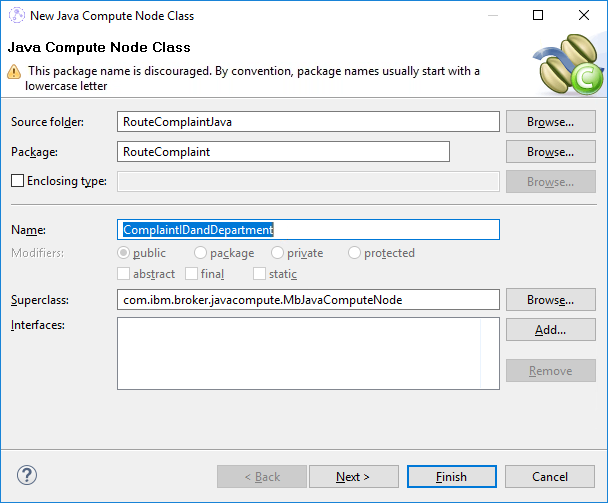 New Java Compute Node Class
Java Compute Node Class
This package name is discouraged. By convention, package names usually start with a
lowercase letter
C
Source folder: RouteComplaintJava Browse...
Package: RouteComplaint Browse...
Enclosing type: Browse...
Name: ComplaintIDandDepartment
Modifiers: public package private protected
abstract final static
Superclass: com.ibm.broker.javacompute.MbJavaComputeNode Browse...
Interfaces: Add...
Remove
? < Back Next > Finish Cancel